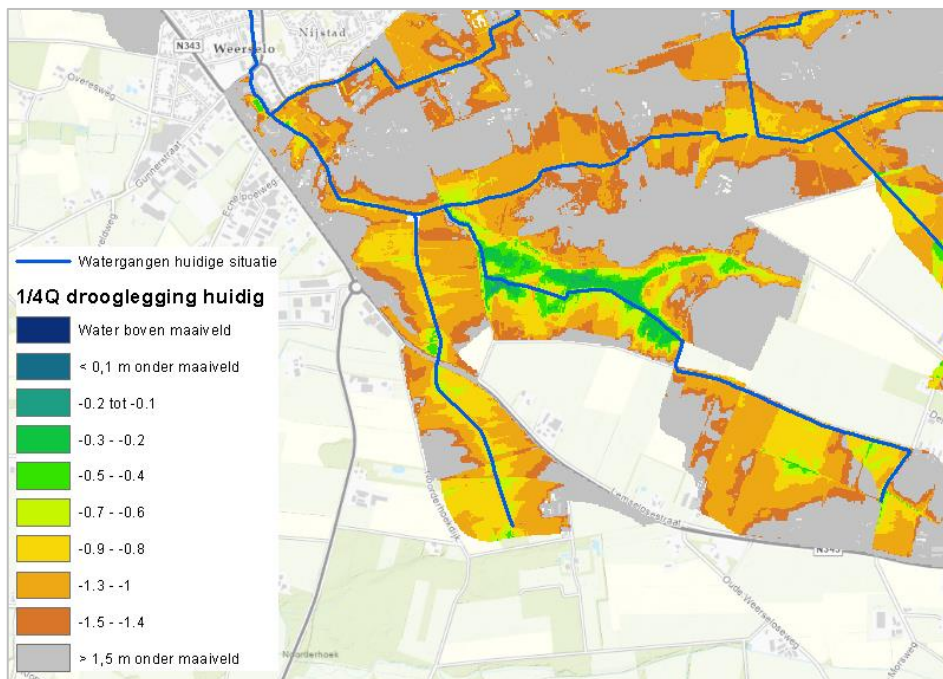 N343
Weerselo
Nijstad
Overesweg
Gunnerstraat
Watergangen huidige situatie
1/4Q drooglegging huidig
Water boven maaiveld
< 0,1 m onder maaiveld
-0.2 tot -0.1
-0.3 - -0.2
-0.5 - -0.4
-0.7 - -0.6
-0.9 - -0.8
-1.3 - -1
-1.5 - -1.4
> 1,5 m onder maaiveld
Noorderhoekdijk
Lemselosestraat
N343
Oude Weerseloseweg
Noorderhoek